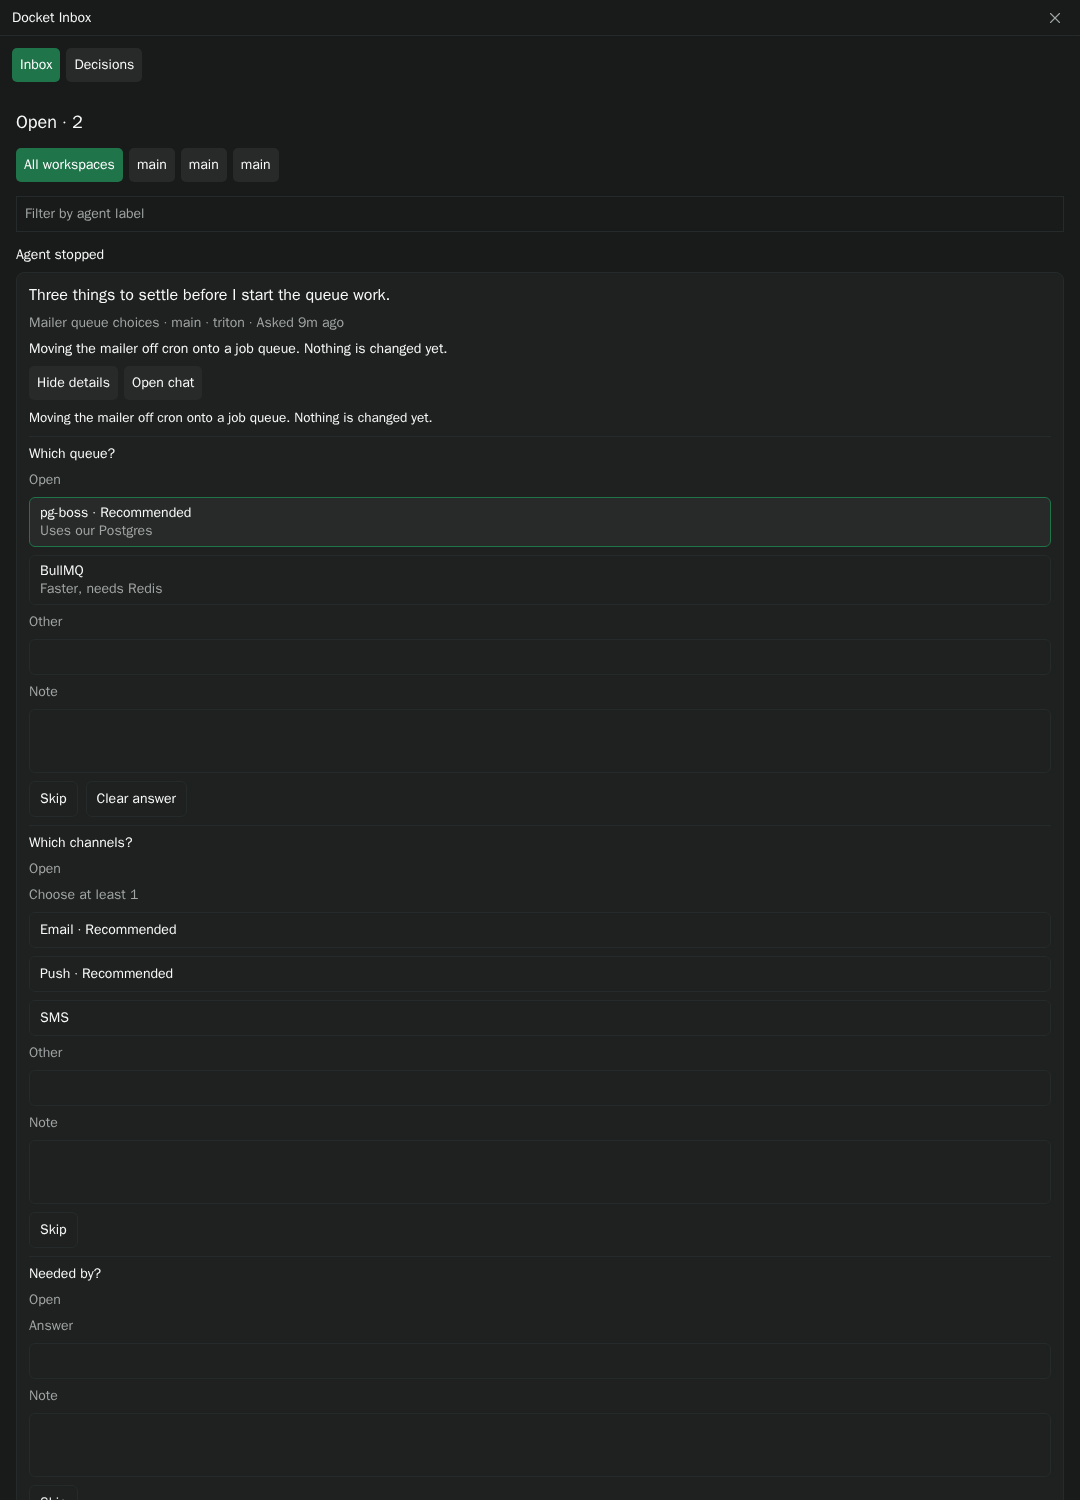 Docket Inbox
Inbox
Decisions
Open · 2
All workspaces
main
main
main
Filter by agent label
Agent stopped
Three things to settle before I start the queue work.
Mailer queue choices · main · triton · Asked 9m ago
Moving the mailer off cron onto a job queue. Nothing is changed yet.
Hide details
Open chat
Moving the mailer off cron onto a job queue. Nothing is changed yet.
Which queue?
Open
pg-boss · Recommended
Uses our Postgres
BullMQ
Faster, needs Redis
Other
Note
Skip
Clear answer
Which channels?
Open
Choose at least 1
Email · Recommended
Push · Recommended
SMS
Other
Note
Skip
Needed by?
Open
Answer
Note